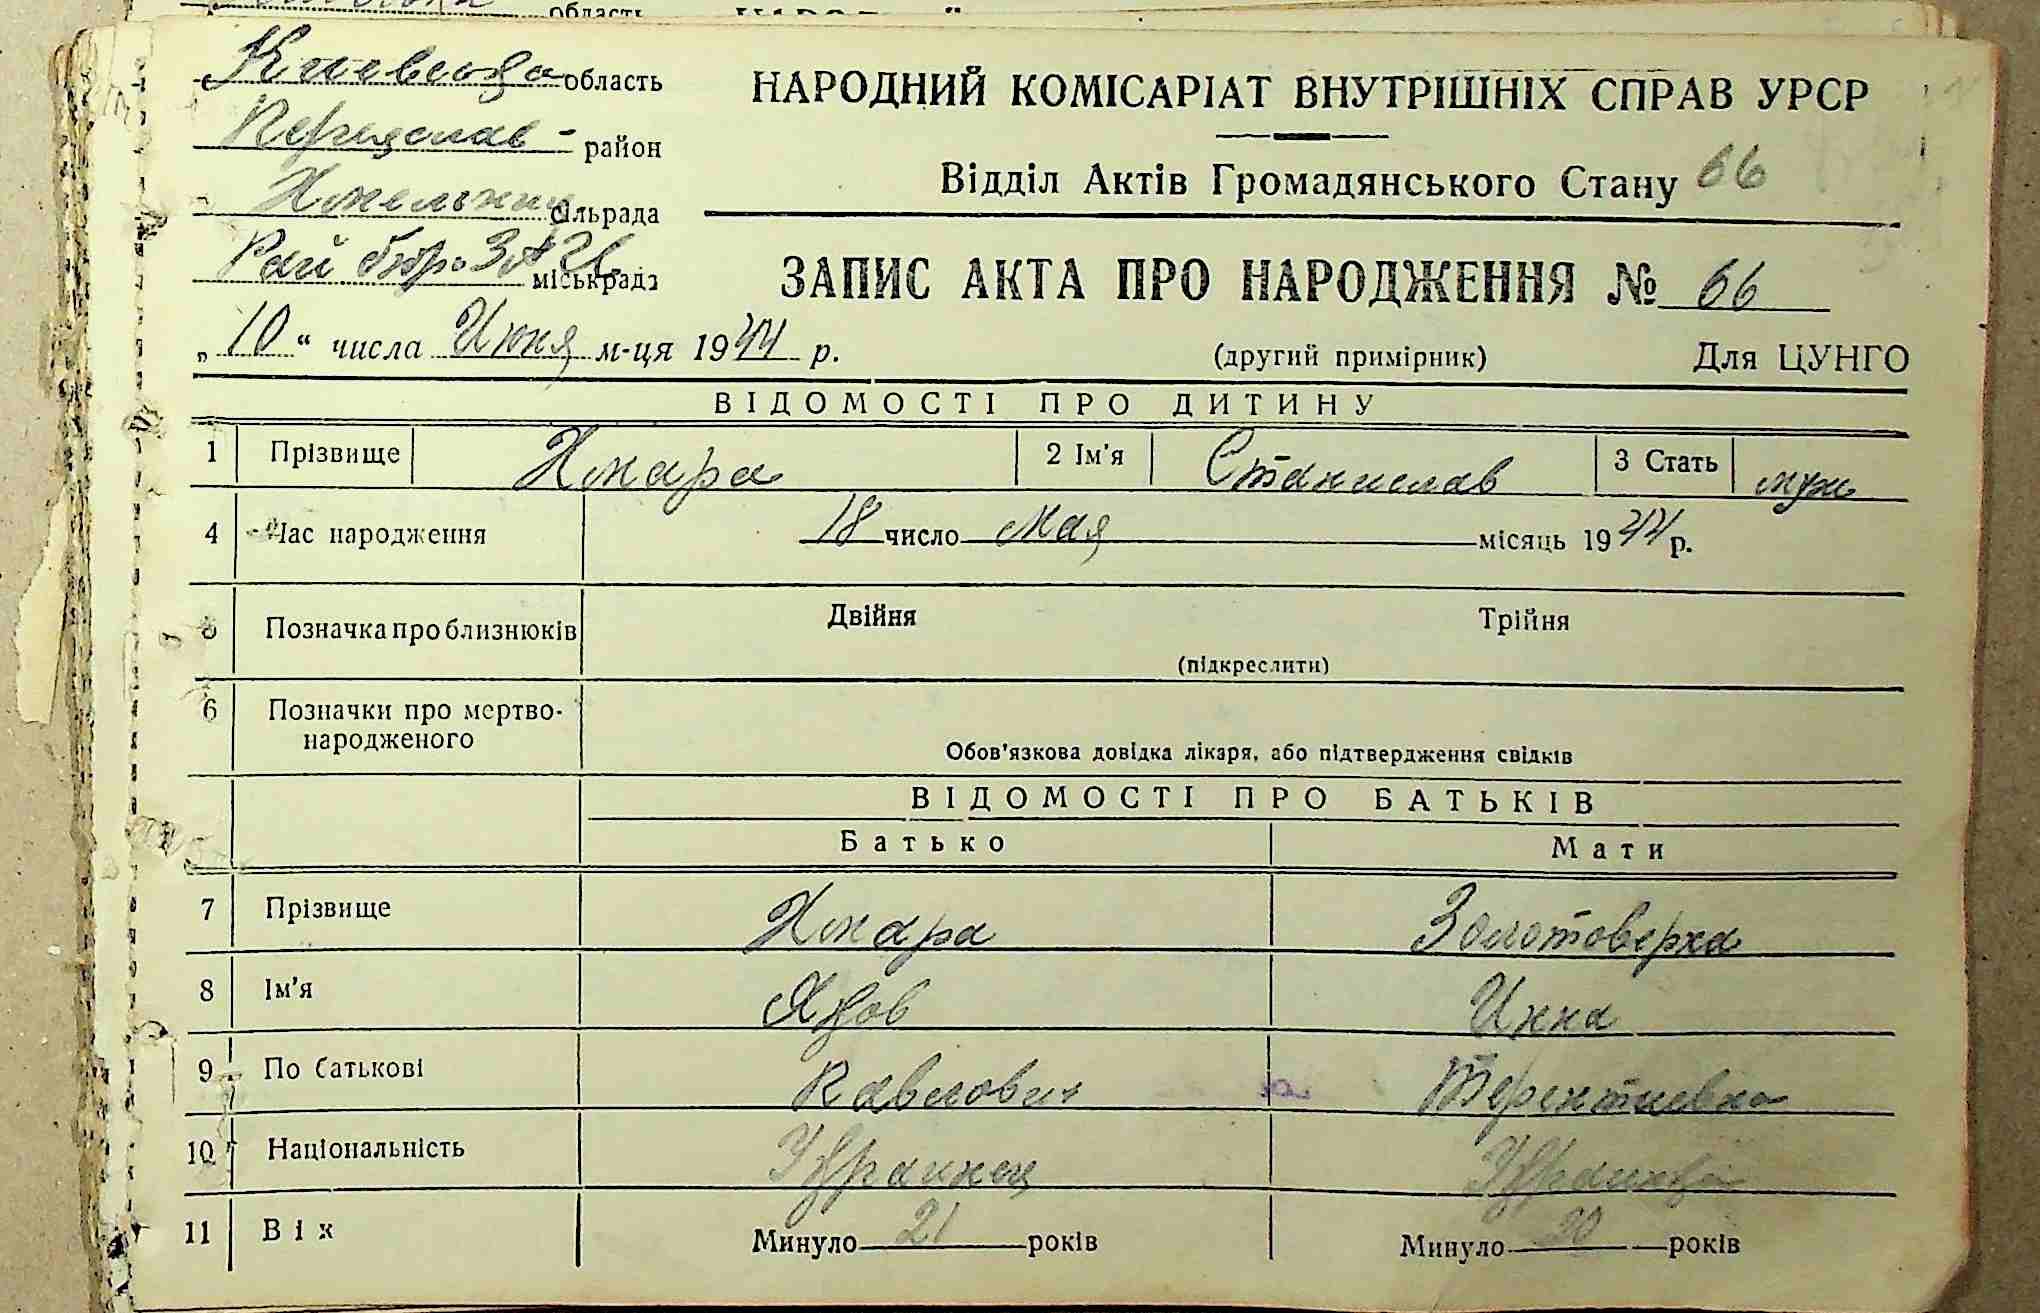 Киевская область
Переяслав- район
Хмельниц. сільрада
Рай бюро ЗАГС міськрада
„10“ числа Июня м-ця 1944 р.
НАРОДНИЙ КОМІСАРІАТ ВНУТРІШНІХ СПРАВ УРСР
Відділ Актів Громадянського Стану 66
ЗАПИС АКТА ПРО НАРОДЖЕННЯ № 66
(другий примірник) Для ЦУНГО
ВІДОМОСТІ ПРО ДИТИНУ
1 Прізвище Хмара 2 Ім'я Станислав 3 Стать муж
4 Час народження 18 число мая місяць 1944 р.
5 Позначка про близнюків Двійня Трійня
(підкреслити)
6 Позначки про мертво-
народженого
Обов'язкова довідка лікаря, або підтвердження свідків
ВІДОМОСТІ ПРО БАТЬКІВ
Батько Мати
7 Прізвище Хмара Золотоверха
8 Ім'я Яков Инна
9 По батькові Павлович Терентиевна
10 Національність Украинец Украинка
11 Вік Минуло 21 років Минуло 20 років